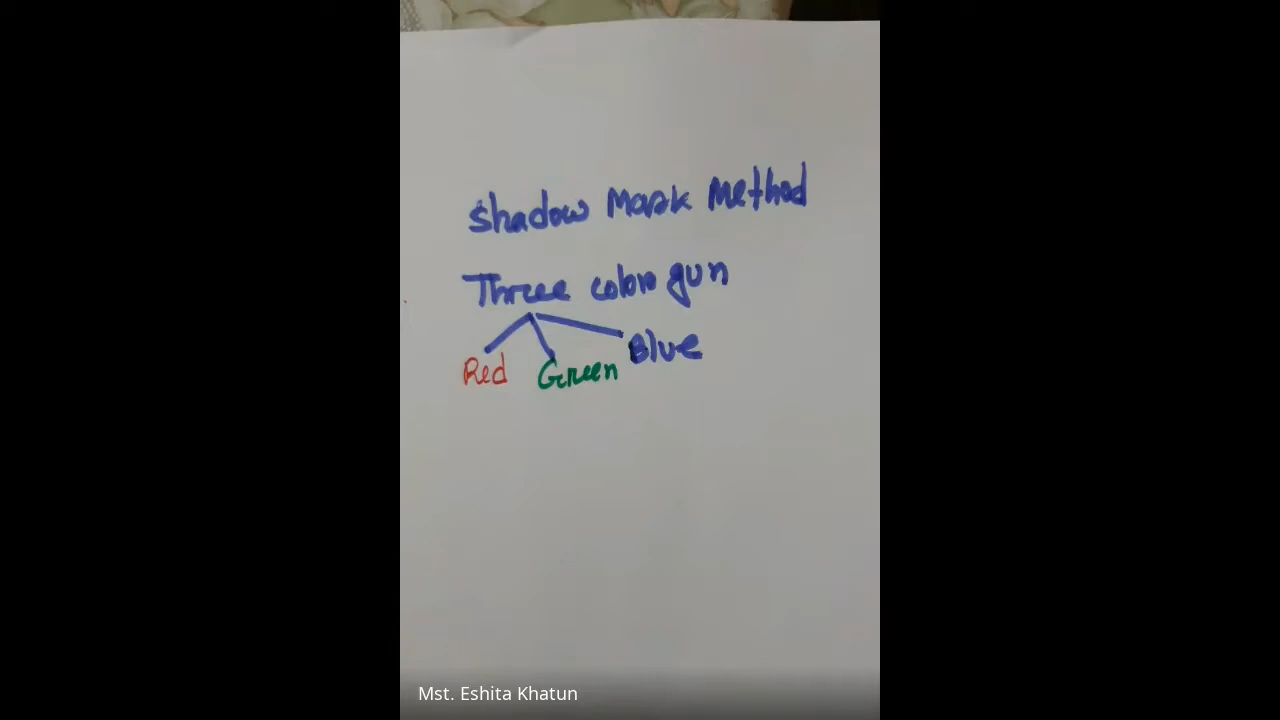 Shadow Mask Method
Three color gun
Red Green Blue
Mst. Eshita Khatun